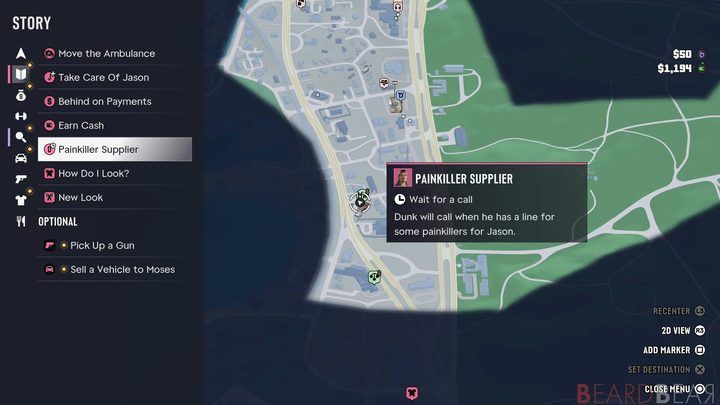 STORY
Move the Ambulance
Take Care Of Jason
Behind on Payments
Earn Cash
Painkiller Supplier
How Do I Look?
New Look
OPTIONAL
Pick Up a Gun
Sell a Vehicle to Moses
$50
$1,194
PAINKILLER SUPPLIER
Wait for a call
Dunk will call when he has a line for
some painkillers for Jason.
RECENTER
2D VIEW
ADD MARKER
SET DESTINATION
CLOSE MENU
BEARDBEAR